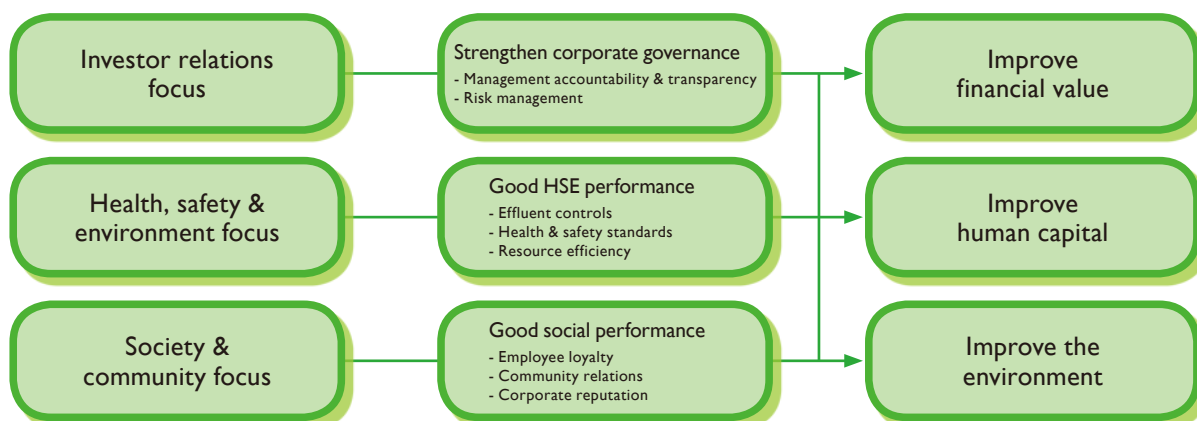 Investor relations
focus
Strengthen corporate governance
- Management accountability & transparency
- Risk management
Improve
financial value
Health, safety &
environment focus
Good HSE performance
- Effluent controls
- Health & safety standards
- Resource efficiency
Improve
human capital
Society &
community focus
Good social performance
- Employee loyalty
- Community relations
- Corporate reputation
Improve the
environment